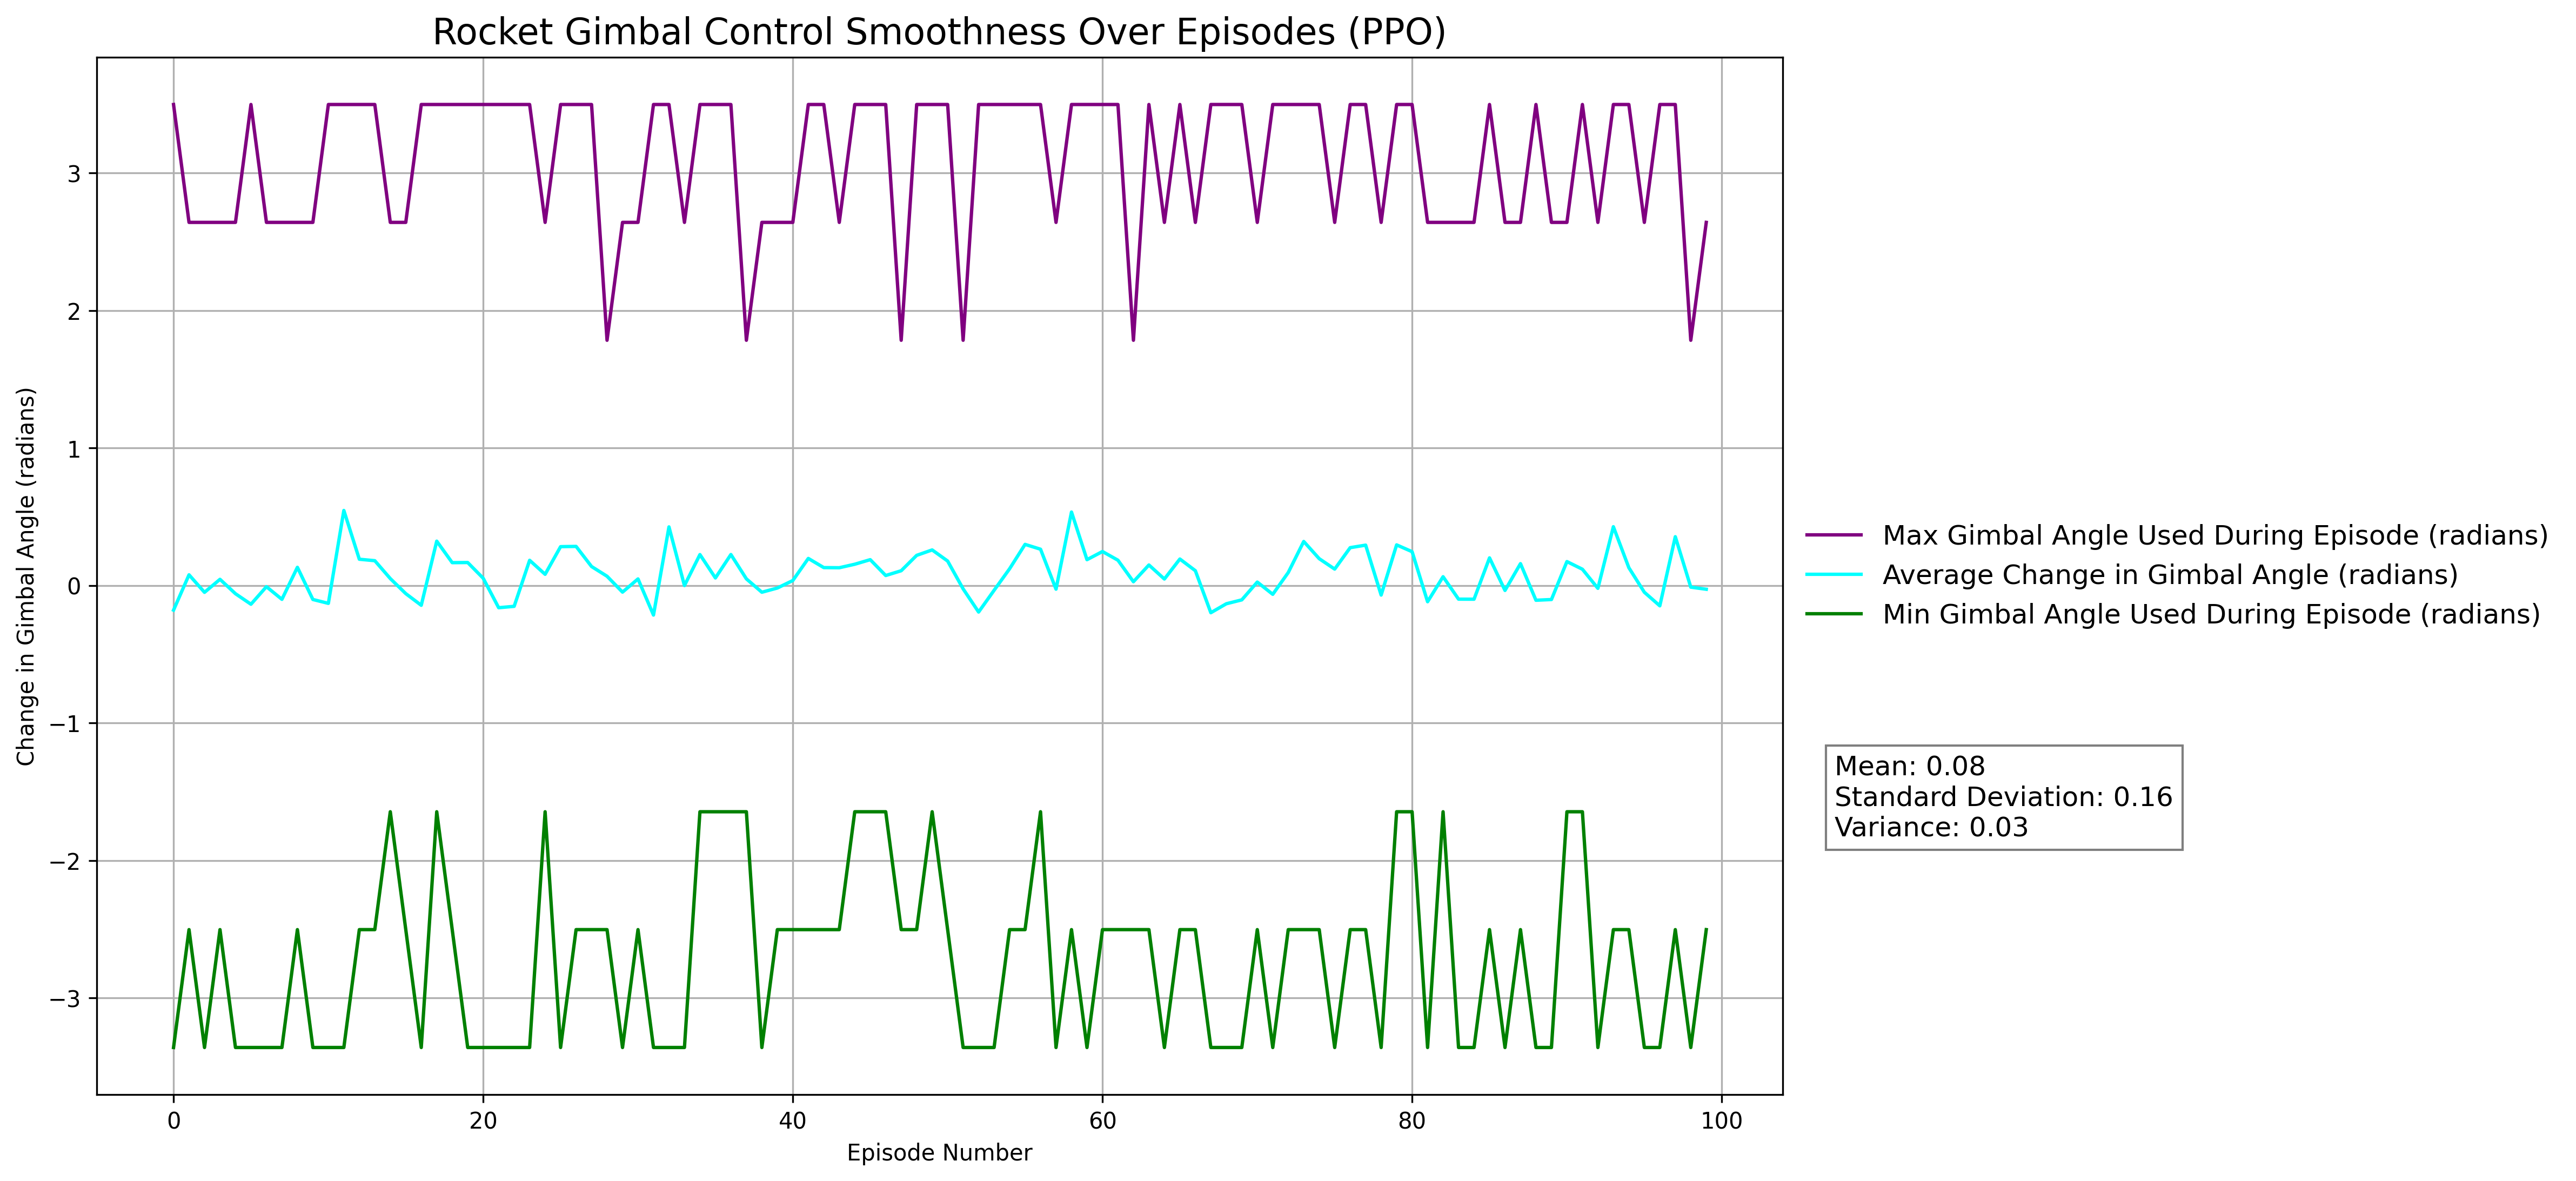 Rocket Gimbal Control Smoothness Over Episodes (PPO)
Change in Gimbal Angle (radians)
3
2
1
0
−1
−2
−3
0
20
40
60
80
100
Episode Number
Max Gimbal Angle Used During Episode (radians)
Average Change in Gimbal Angle (radians)
Min Gimbal Angle Used During Episode (radians)
Mean: 0.08
Standard Deviation: 0.16
Variance: 0.03